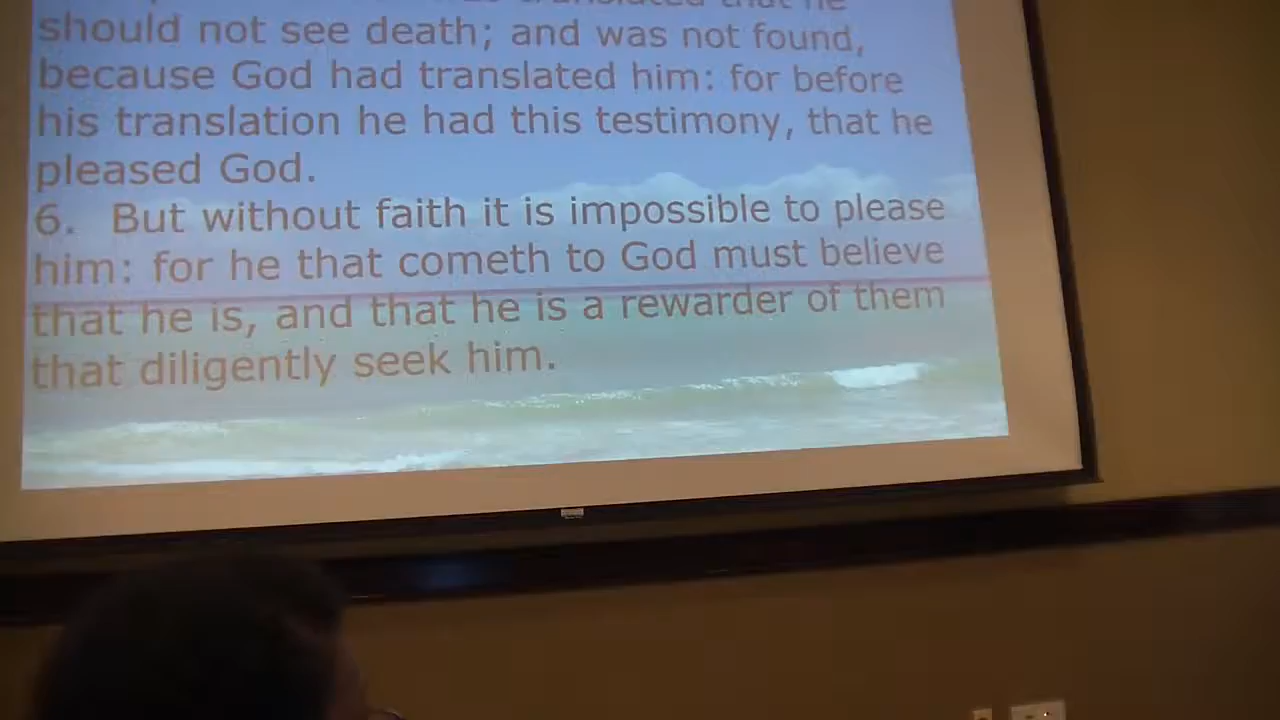 translated that he
should not see death; and was not found,
because God had translated him: for before
his translation he had this testimony, that he
pleased God.
6. But without faith it is impossible to please
him: for he that cometh to God must believe
that he is, and that he is a rewarder of them
that diligently seek him.